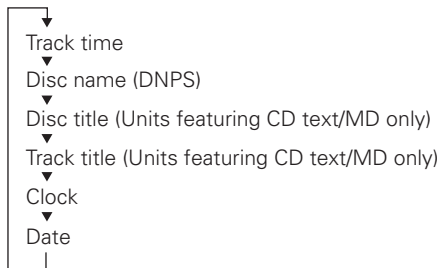 Track time
Disc name (DNPS)
Disc title (Units featuring CD text/MD only)
Track title (Units featuring CD text/MD only)
Clock
Date